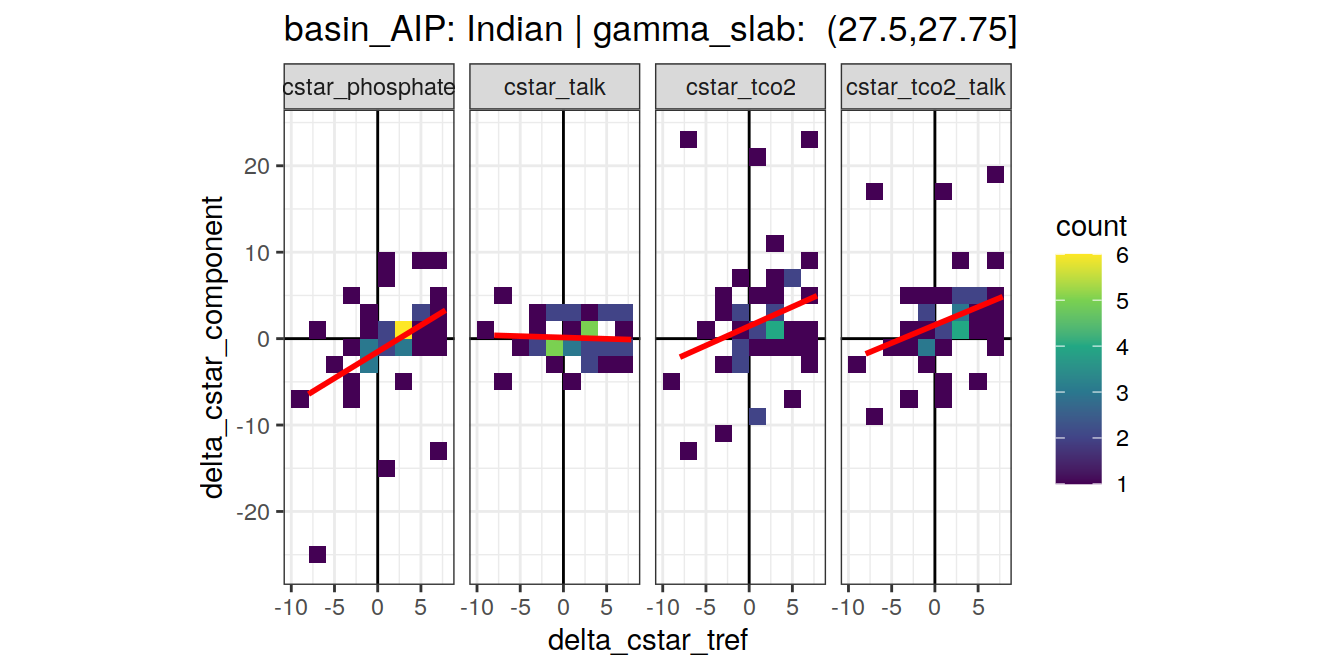 basin_AIP: Indian | gamma_slab:  (27.5,27.75]
cstar_phosphate cstar_talk cstar_tco2 cstar_tco2_talk
20
10
0
-10
-20
delta_cstar_component
-10 -5 0 5 -10 -5 0 5 -10 -5 0 5 -10 -5 0 5
delta_cstar_tref
count
6
5
4
3
2
1